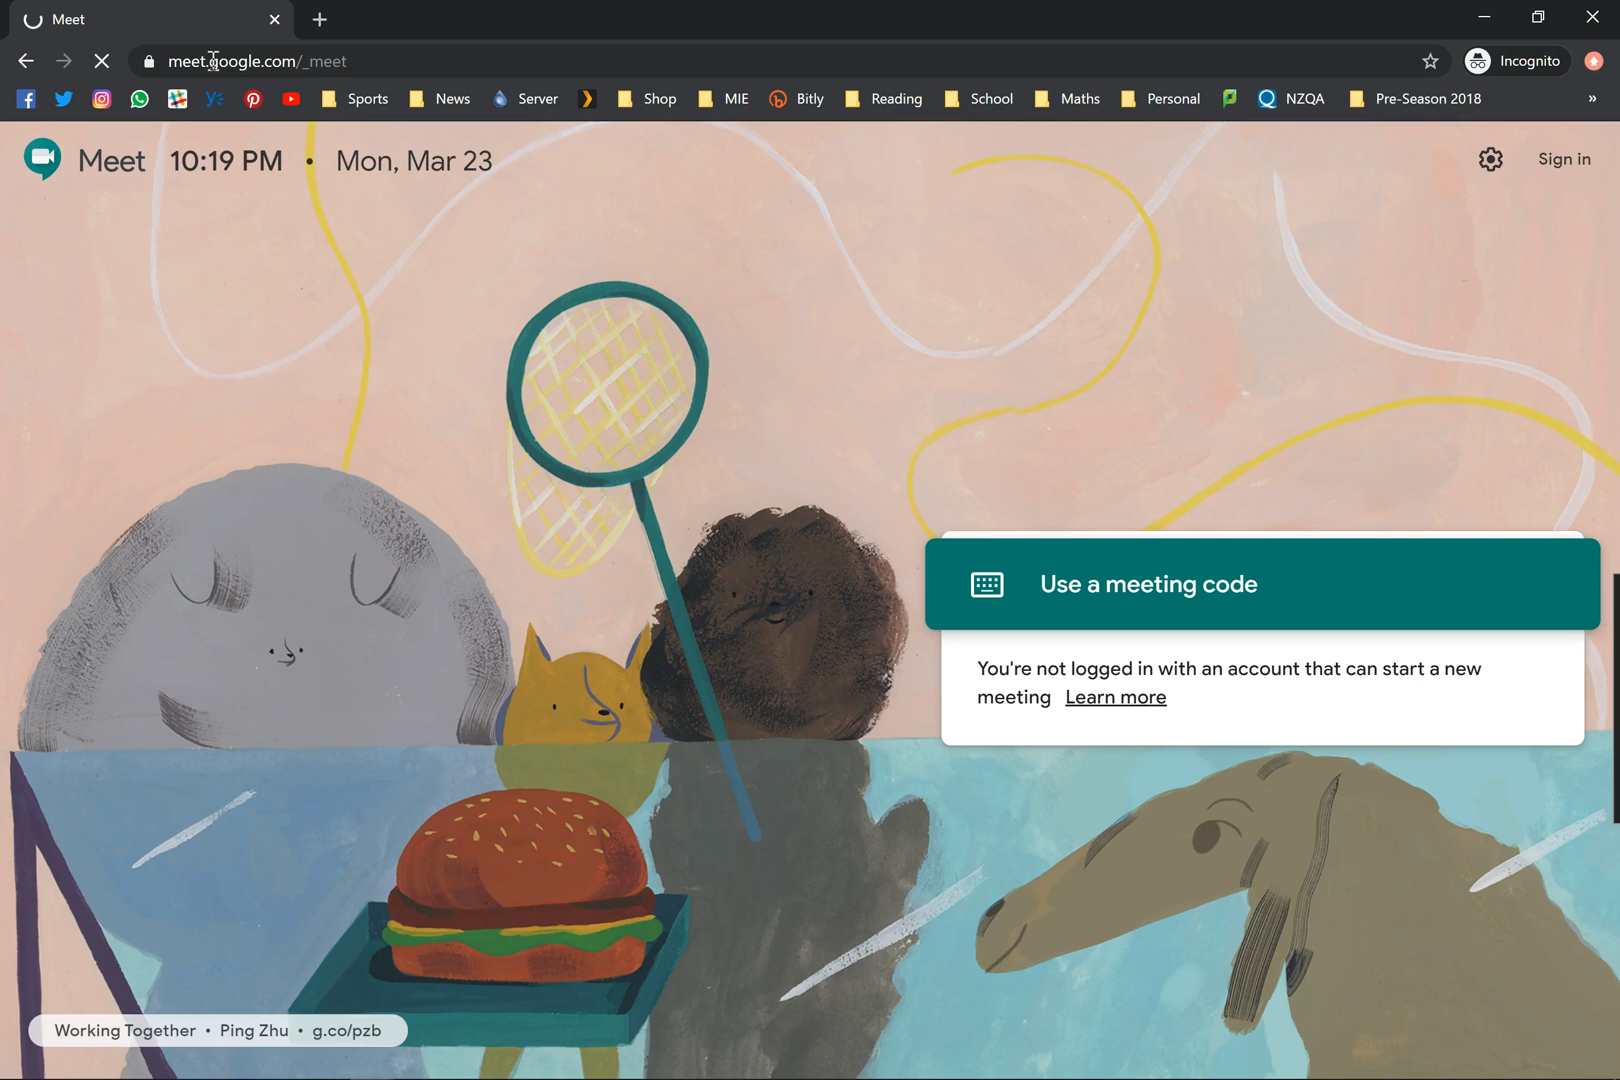 Meet
meet.google.com/_meet
Incognito
Sports
News
Server
Shop
MIE
Bitly
Reading
School
Maths
Personal
NZQA
Pre-Season 2018
»
Meet 10:19 PM • Mon, Mar 23
Sign in
Use a meeting code
You're not logged in with an account that can start a new
meeting Learn more
Working Together • Ping Zhu • g.co/pzb